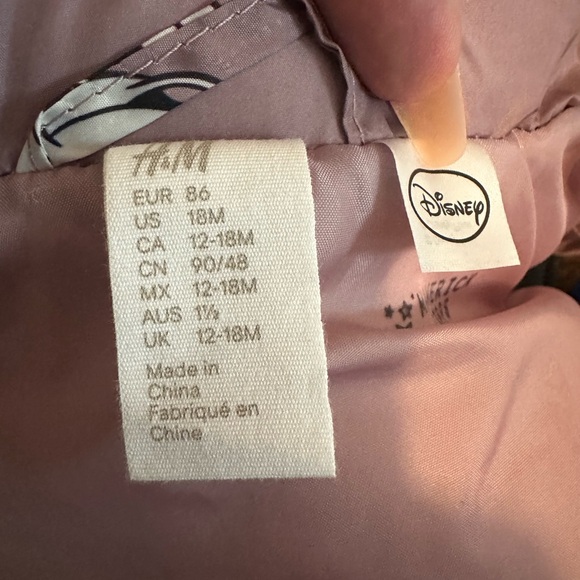 H&M
EUR 86
US 18M
CA 12-18M
CN 90/48
MX 12-18M
AUS 1½
UK 12-18M
Made in
China
Fabriqué en
Chine
Disney
AMERICA